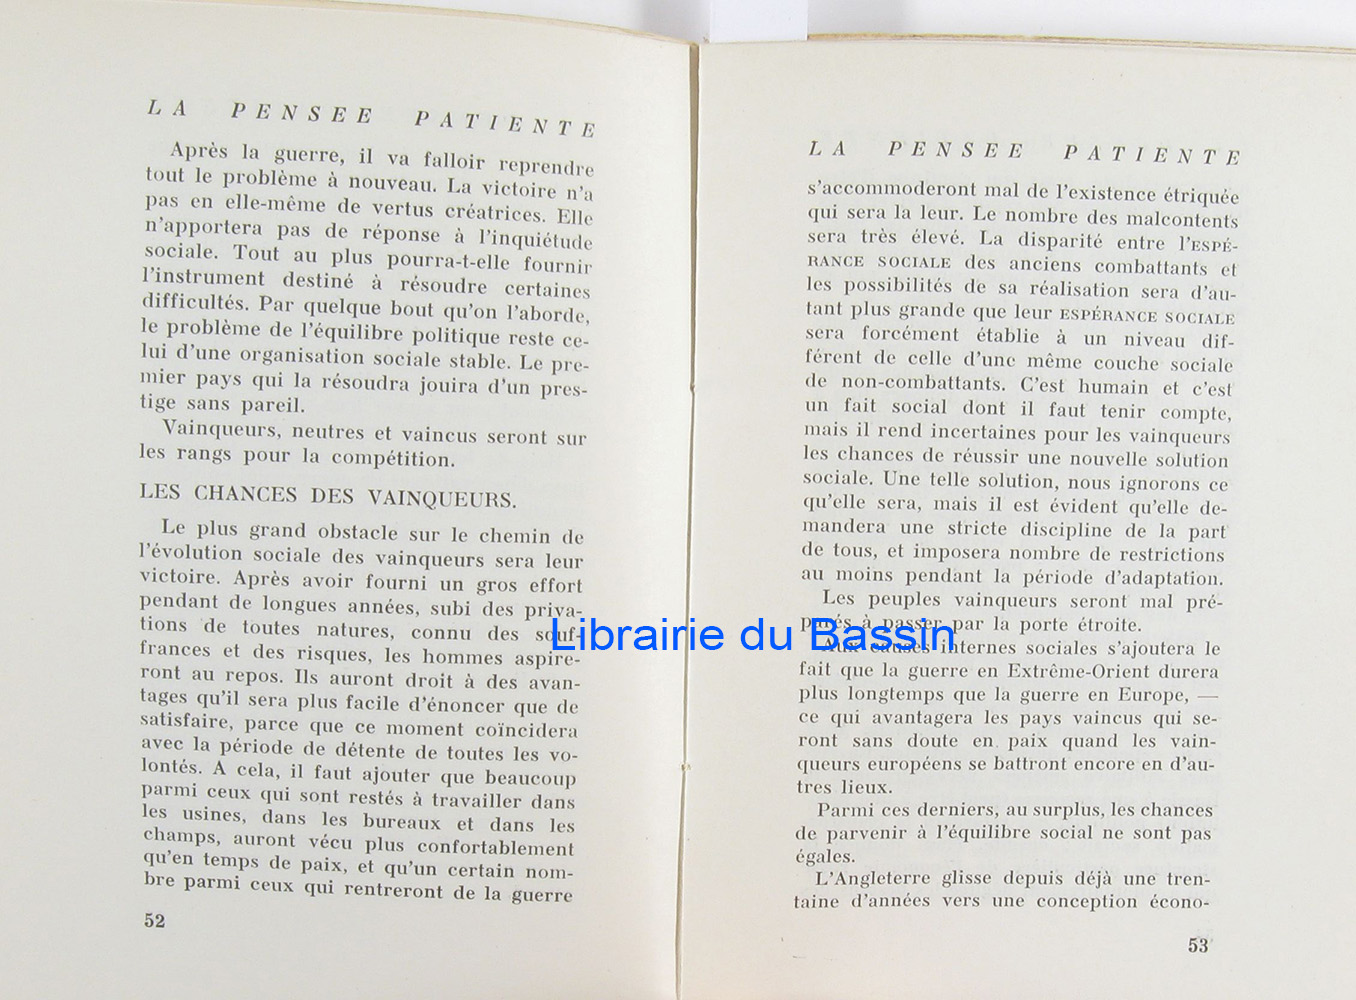 LA PENSEE PATIENTE
Après la guerre, il va falloir reprendre
tout le problème à nouveau. La victoire n'a
pas en elle-même de vertus créatrices. Elle
n'apportera pas de réponse à l'inquiétude
sociale. Tout au plus pourra-t-elle fournir
l'instrument destiné à résoudre certaines
difficultés. Par quelque bout qu'on l'aborde,
le problème de l'équilibre politique reste ce-
lui d'une organisation sociale stable. Le pre-
mier pays qui la résoudra jouira d'un pres-
tige sans pareil.
Vainqueurs, neutres et vaincus seront sur
les rangs pour la compétition.
LES CHANCES DES VAINQUEURS.
Le plus grand obstacle sur le chemin de
l'évolution sociale des vainqueurs sera leur
victoire. Après avoir fourni un gros effort
pendant de longues années, subi des priva-
tions de toutes natures, connu des souf-
frances et des risques, les hommes aspire-
ront au repos. Ils auront droit à des avan-
tages qu'il sera plus facile d'énoncer que de
satisfaire, parce que ce moment coïncidera
avec la période de détente de toutes les vo-
lontés. A cela, il faut ajouter que beaucoup
parmi ceux qui sont restés à travailler dans
les usines, dans les bureaux et dans les
champs, auront vécu plus confortablement
qu'en temps de paix, et qu'un certain nom-
bre parmi ceux qui rentreront de la guerre
52
LA PENSEE PATIENTE
s'accommoderont mal de l'existence étriquée
qui sera la leur. Le nombre des malcontents
sera très élevé. La disparité entre l'ESPÉ-
RANCE SOCIALE des anciens combattants et
les possibilités de sa réalisation sera d'au-
tant plus grande que leur ESPÉRANCE SOCIALE
sera forcément établie à un niveau dif-
férent de celle d'une même couche sociale
de non-combattants. C'est humain et c'est
un fait social dont il faut tenir compte,
mais il rend incertaines pour les vainqueurs
les chances de réussir une nouvelle solution
sociale. Une telle solution, nous ignorons ce
qu'elle sera, mais il est évident qu'elle de-
mandera une stricte discipline de la part
de tous, et imposera nombre de restrictions
au moins pendant la période d'adaptation.
Les peuples vainqueurs seront mal pré-
parés à passer par la porte étroite.
Aux causes internes sociales s'ajoutera le
fait que la guerre en Extrême-Orient durera
plus longtemps que la guerre en Europe, —
ce qui avantagera les pays vaincus qui se-
ront sans doute en paix quand les vain-
queurs européens se battront encore en d'au-
tres lieux.
Parmi ces derniers, au surplus, les chances
de parvenir à l'équilibre social ne sont pas
égales.
L'Angleterre glisse depuis déjà une tren-
taine d'années vers une conception écono-
53
Librairie du Bassin